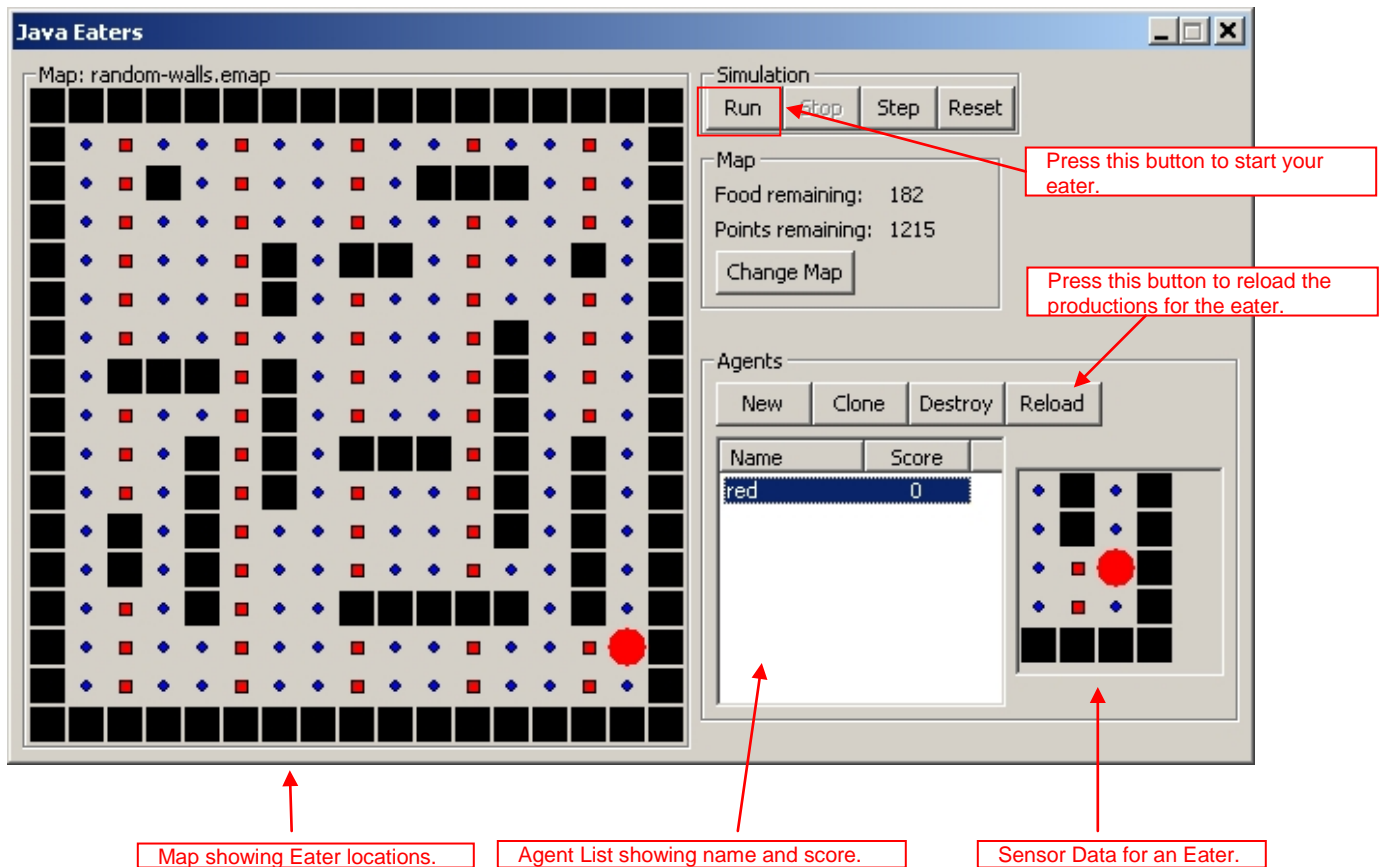 Java Eaters
Map: random-walls.emap
Simulation
Run Stop Step Reset
Press this button to start your
eater.
Map
Food remaining: 182
Points remaining: 1215
Change Map
Press this button to reload the
productions for the eater.
Agents
New Clone Destroy Reload
Name Score
red 0
Map showing Eater locations.
Agent List showing name and score.
Sensor Data for an Eater.